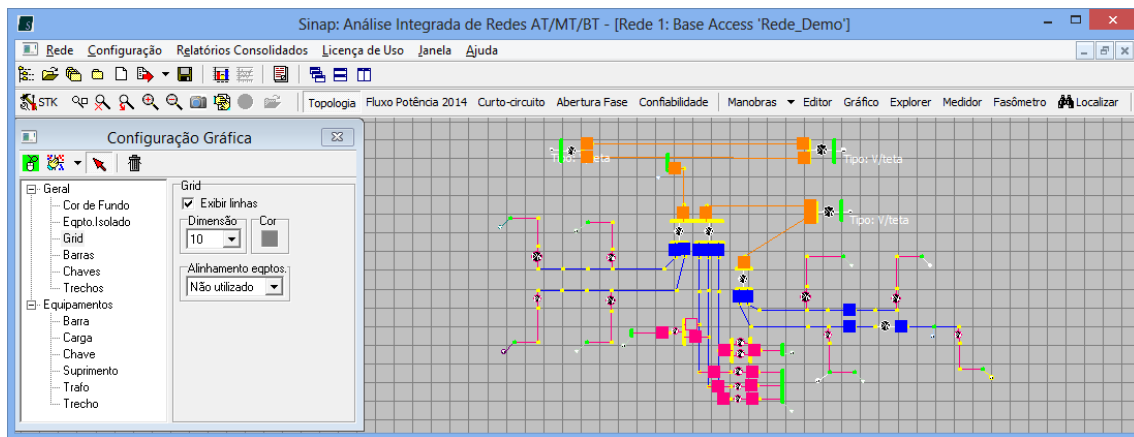 Sinap: Análise Integrada de Redes AT/MT/BT - [Rede 1: Base Access 'Rede_Demo']
Rede Configuração Relatórios Consolidados Licença de Uso Janela Ajuda
STK Topologia Fluxo Potência 2014 Curto-circuito Abertura Fase Confiabilidade Manobras Editor Gráfico Explorer Medidor Fasômetro Localizar
Configuração Gráfica
Geral
Cor de Fundo
Eqpto.Isolado
Grid
Barras
Chaves
Trechos
Equipamentos
Barra
Carga
Chave
Suprimento
Trafo
Trecho
Grid
Exibir linhas
Dimensão Cor
10
Alinhamento eqptos.
Não utilizado
Tipo: V/teta
Tipo: V/teta